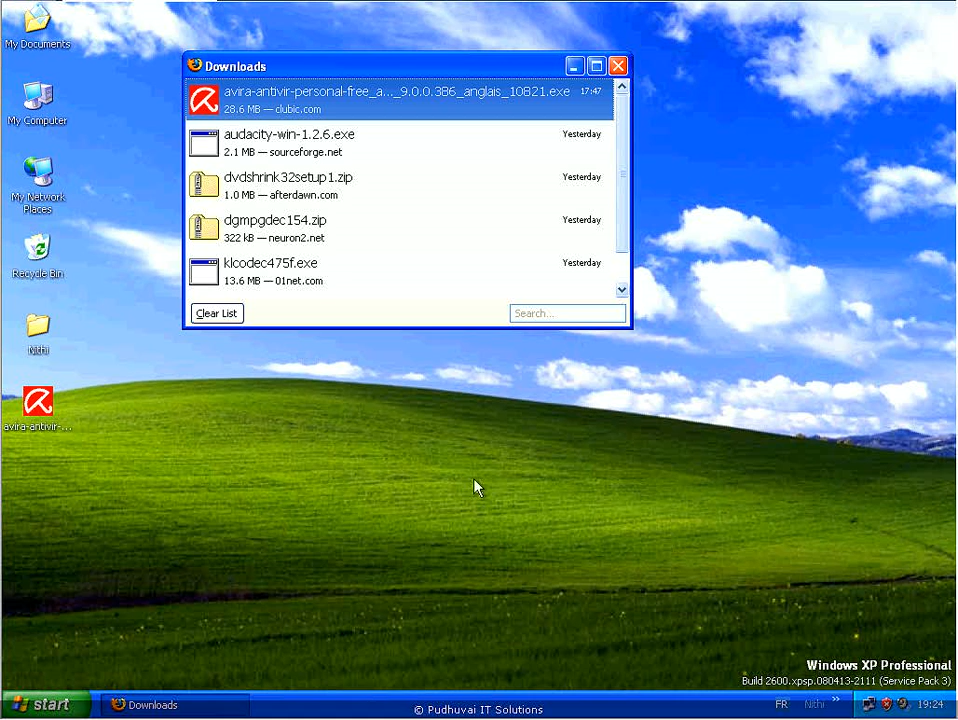 My Documents
My Computer
My Network
Places
Recycle Bin
Nithi
avira-antivir-...
Downloads
avira-antivir-personal-free_a..._9.0.0.386_anglais_10821.exe 17:47
28.6 MB — clubic.com
audacity-win-1.2.6.exe Yesterday
2.1 MB — sourceforge.net
dvdshrink32setup1.zip Yesterday
1.0 MB — afterdawn.com
dgmpgdec154.zip Yesterday
322 kB — neuron2.net
klcodec475f.exe Yesterday
13.6 MB — 01net.com
Clear List Search...
Windows XP Professional
Build 2600.xpsp.080413-2111 (Service Pack 3)
start Downloads © Pudhuvai IT Solutions FR Nithi » 19:24